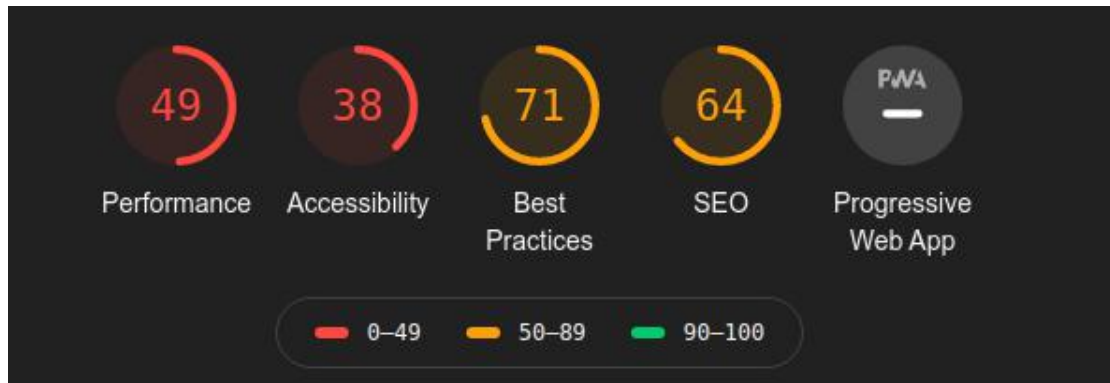 49
38
71
64
PWA
Performance
Accessibility
Best
Practices
SEO
Progressive
Web App
0–49
50–89
90–100